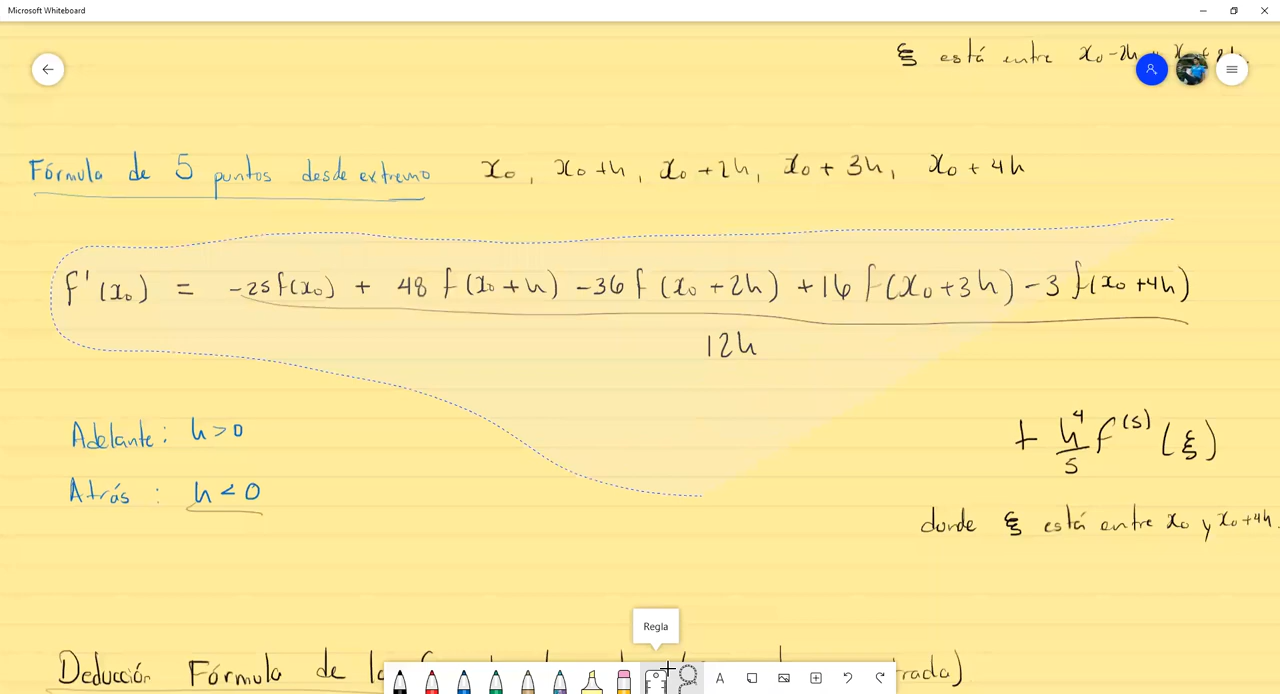 Microsoft Whiteboard
ξ está entre x₀-2h
Fórmula de 5 puntos desde extremo x₀, x₀+h, x₀+2h, x₀+3h, x₀+4h
f'(x₀) = -25f(x₀) + 48 f(x₀+h) -36 f(x₀+2h) +16 f(x₀+3h) -3 f(x₀+4h)
12h
Adelante: h>0
+ h⁴/5 f⁽⁵⁾(ξ)
Atrás: h<0
donde ξ está entre x₀ y x₀+4h.
Regla
Deducción Fórmula de
A